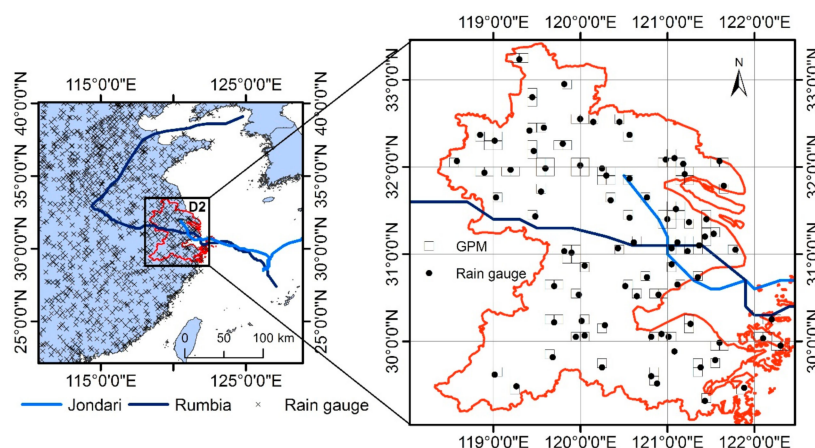 115°0'0"E 125°0'0"E
40°0'0"N 35°0'0"N 30°0'0"N 25°0'0"N
D2
40°0'0"N 35°0'0"N 30°0'0"N 25°0'0"N
0 50 100 km
115°0'0"E 125°0'0"E
Jondari Rumbia Rain gauge
119°0'0"E 120°0'0"E 121°0'0"E 122°0'0"E
33°0'0"N 32°0'0"N 31°0'0"N 30°0'0"N
N
GPM
Rain gauge
33°0'0"N 32°0'0"N 31°0'0"N 30°0'0"N
119°0'0"E 120°0'0"E 121°0'0"E 122°0'0"E